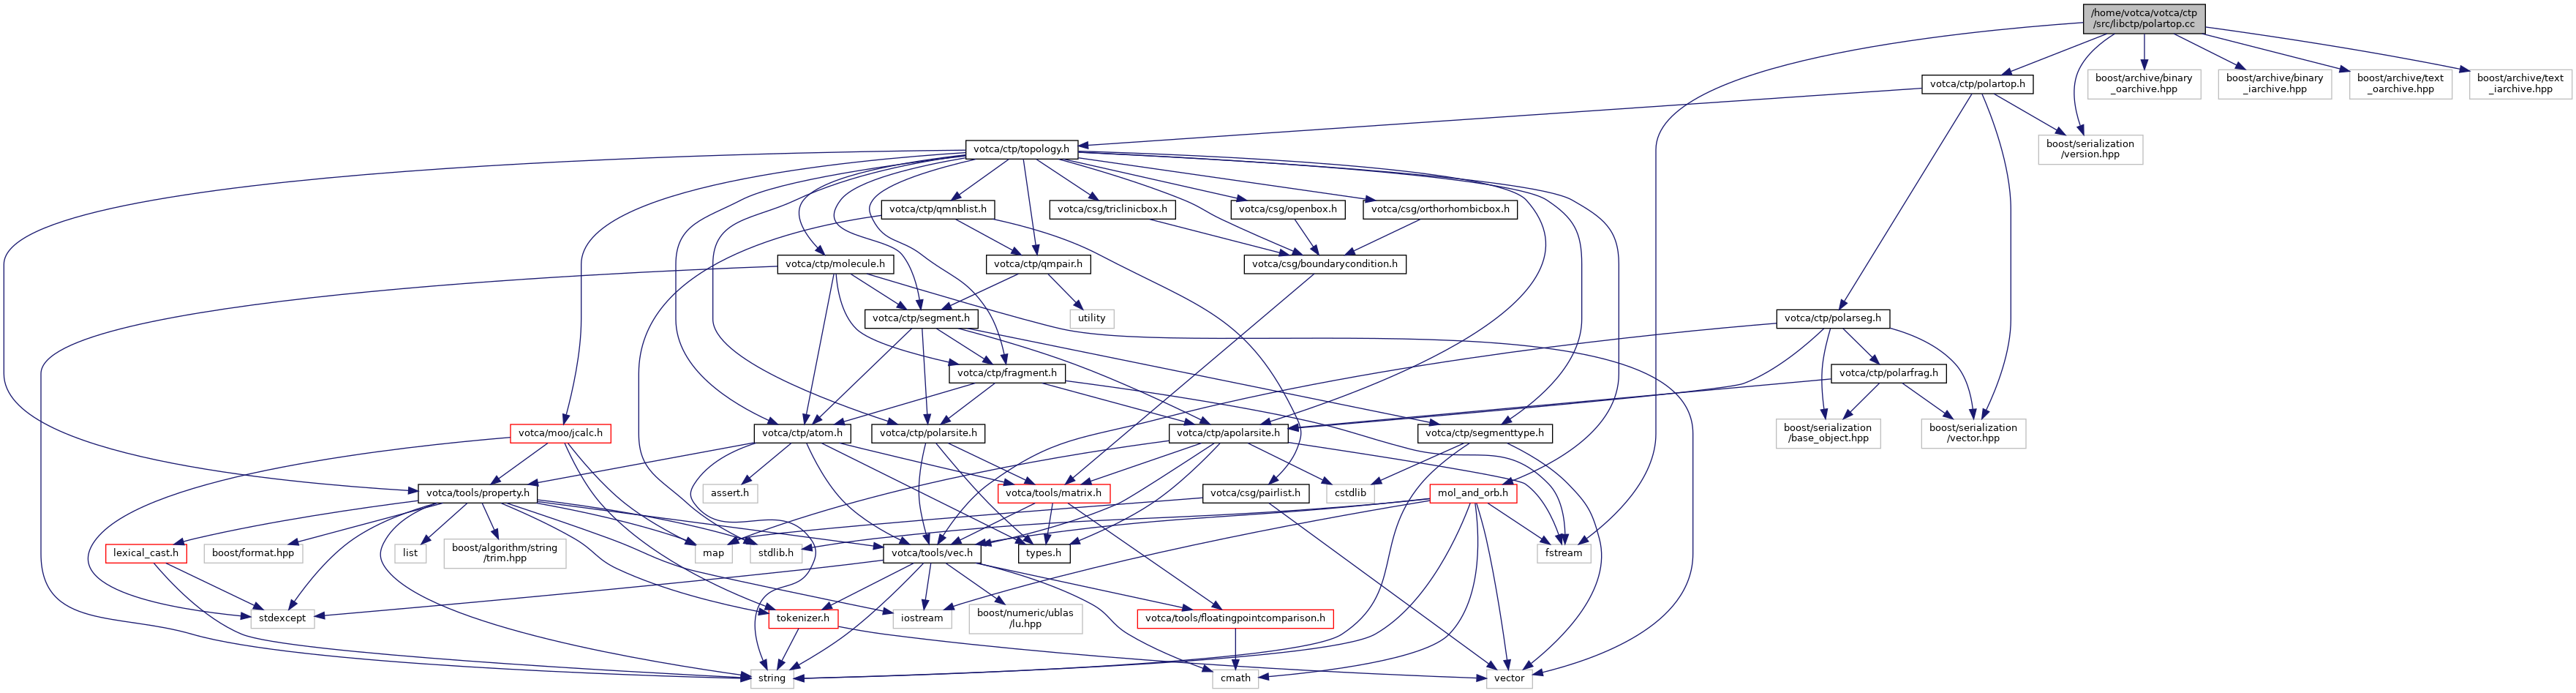 /home/votca/votca/ctp
/src/libctp/polartop.cc
votca/ctp/polartop.h
boost/archive/binary
_oarchive.hpp
boost/archive/binary
_iarchive.hpp
boost/archive/text
_oarchive.hpp
boost/archive/text
_iarchive.hpp
votca/ctp/topology.h
boost/serialization
/version.hpp
votca/ctp/qmnblist.h
votca/csg/triclinicbox.h
votca/csg/openbox.h
votca/csg/orthorhombicbox.h
votca/ctp/molecule.h
votca/ctp/qmpair.h
votca/csg/boundarycondition.h
votca/ctp/segment.h
utility
votca/ctp/polarseg.h
votca/ctp/fragment.h
votca/ctp/polarfrag.h
votca/moo/jcalc.h
votca/ctp/atom.h
votca/ctp/polarsite.h
votca/ctp/apolarsite.h
votca/ctp/segmenttype.h
boost/serialization
/base_object.hpp
boost/serialization
/vector.hpp
votca/tools/property.h
assert.h
votca/tools/matrix.h
votca/csg/pairlist.h
cstdlib
mol_and_orb.h
lexical_cast.h
boost/format.hpp
list
boost/algorithm/string
/trim.hpp
map
stdlib.h
votca/tools/vec.h
types.h
fstream
stdexcept
tokenizer.h
iostream
boost/numeric/ublas
/lu.hpp
votca/tools/floatingpointcomparison.h
string
cmath
vector